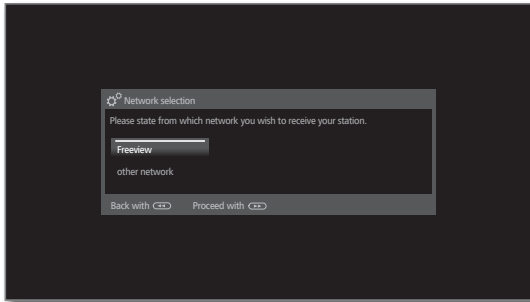 Network selection
Please state from which network you wish to receive your station.
Freeview
other network
Back with Proceed with